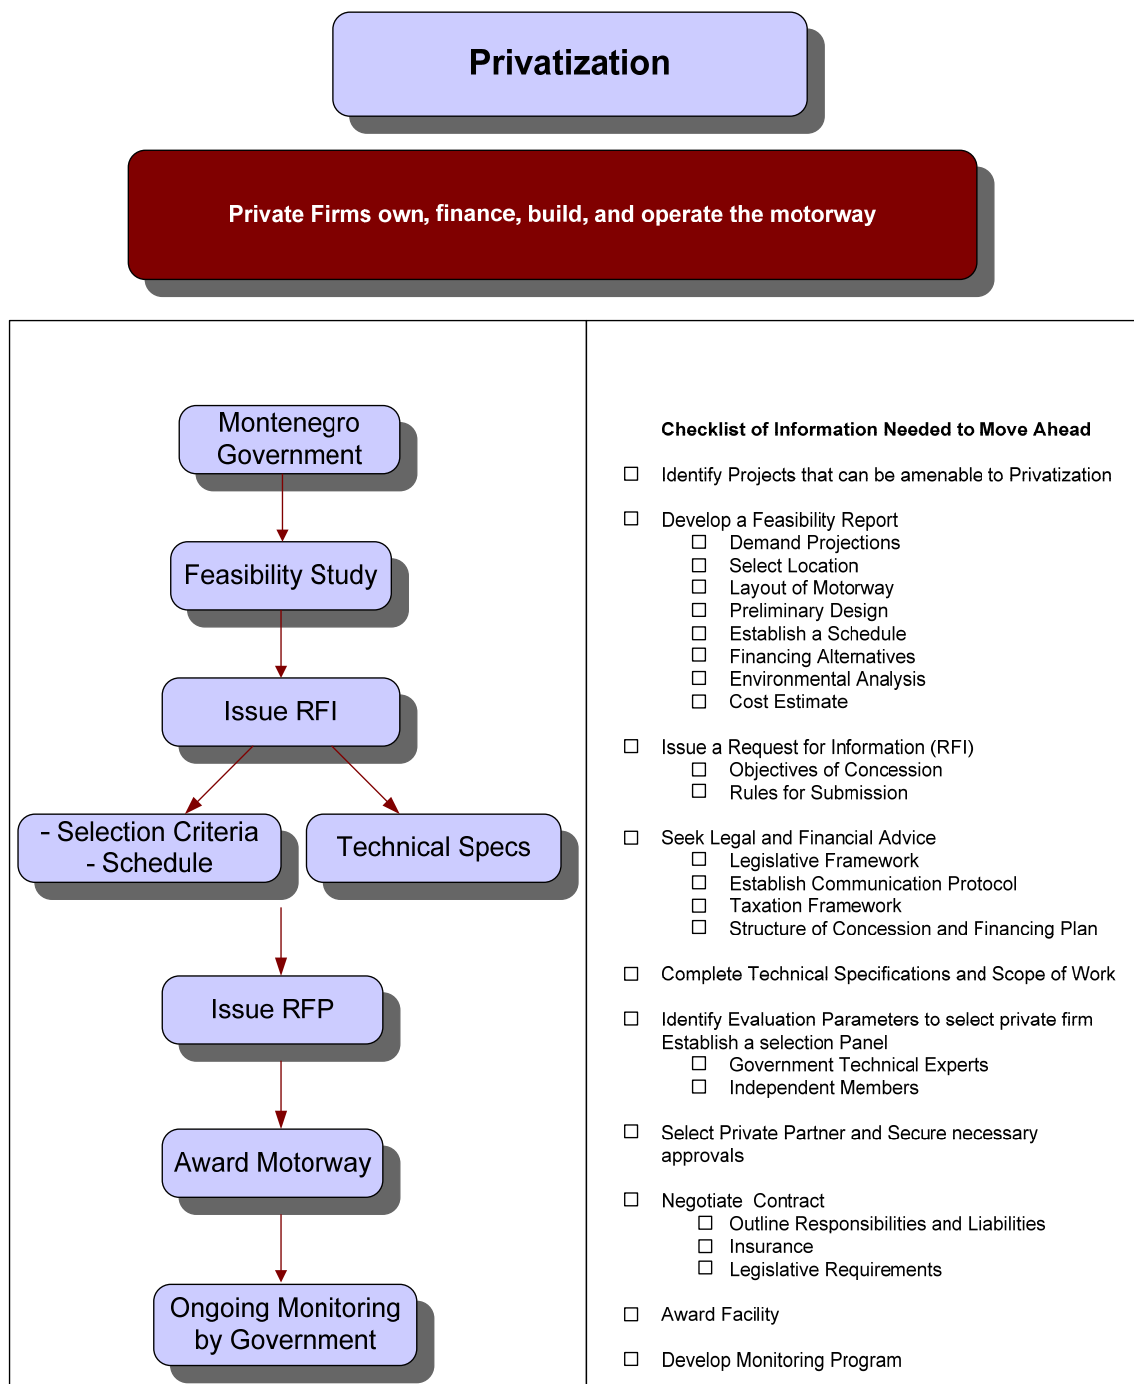 Privatization
Private Firms own, finance, build, and operate the motorway
Montenegro
Government
Feasibility Study
Issue RFI
- Selection Criteria
- Schedule
Technical Specs
Issue RFP
Award Motorway
Ongoing Monitoring
by Government
Checklist of Information Needed to Move Ahead
Identify Projects that can be amenable to Privatization
Develop a Feasibility Report
Demand Projections
Select Location
Layout of Motorway
Preliminary Design
Establish a Schedule
Financing Alternatives
Environmental Analysis
Cost Estimate
Issue a Request for Information (RFI)
Objectives of Concession
Rules for Submission
Seek Legal and Financial Advice
Legislative Framework
Establish Communication Protocol
Taxation Framework
Structure of Concession and Financing Plan
Complete Technical Specifications and Scope of Work
Identify Evaluation Parameters to select private firm
Establish a selection Panel
Government Technical Experts
Independent Members
Select Private Partner and Secure necessary
approvals
Negotiate Contract
Outline Responsibilities and Liabilities
Insurance
Legislative Requirements
Award Facility
Develop Monitoring Program